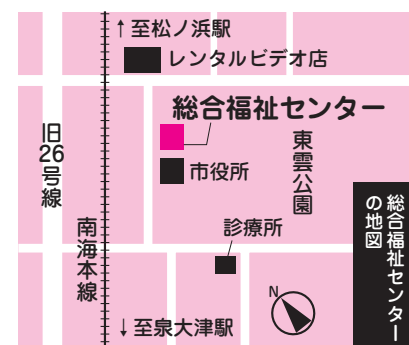 ↑至松ノ浜駅
レンタルビデオ店
総合福祉センター
旧26号線
東雲公園
市役所
総合福祉センター
の地図
南海本線
診療所
N
↓至泉大津駅